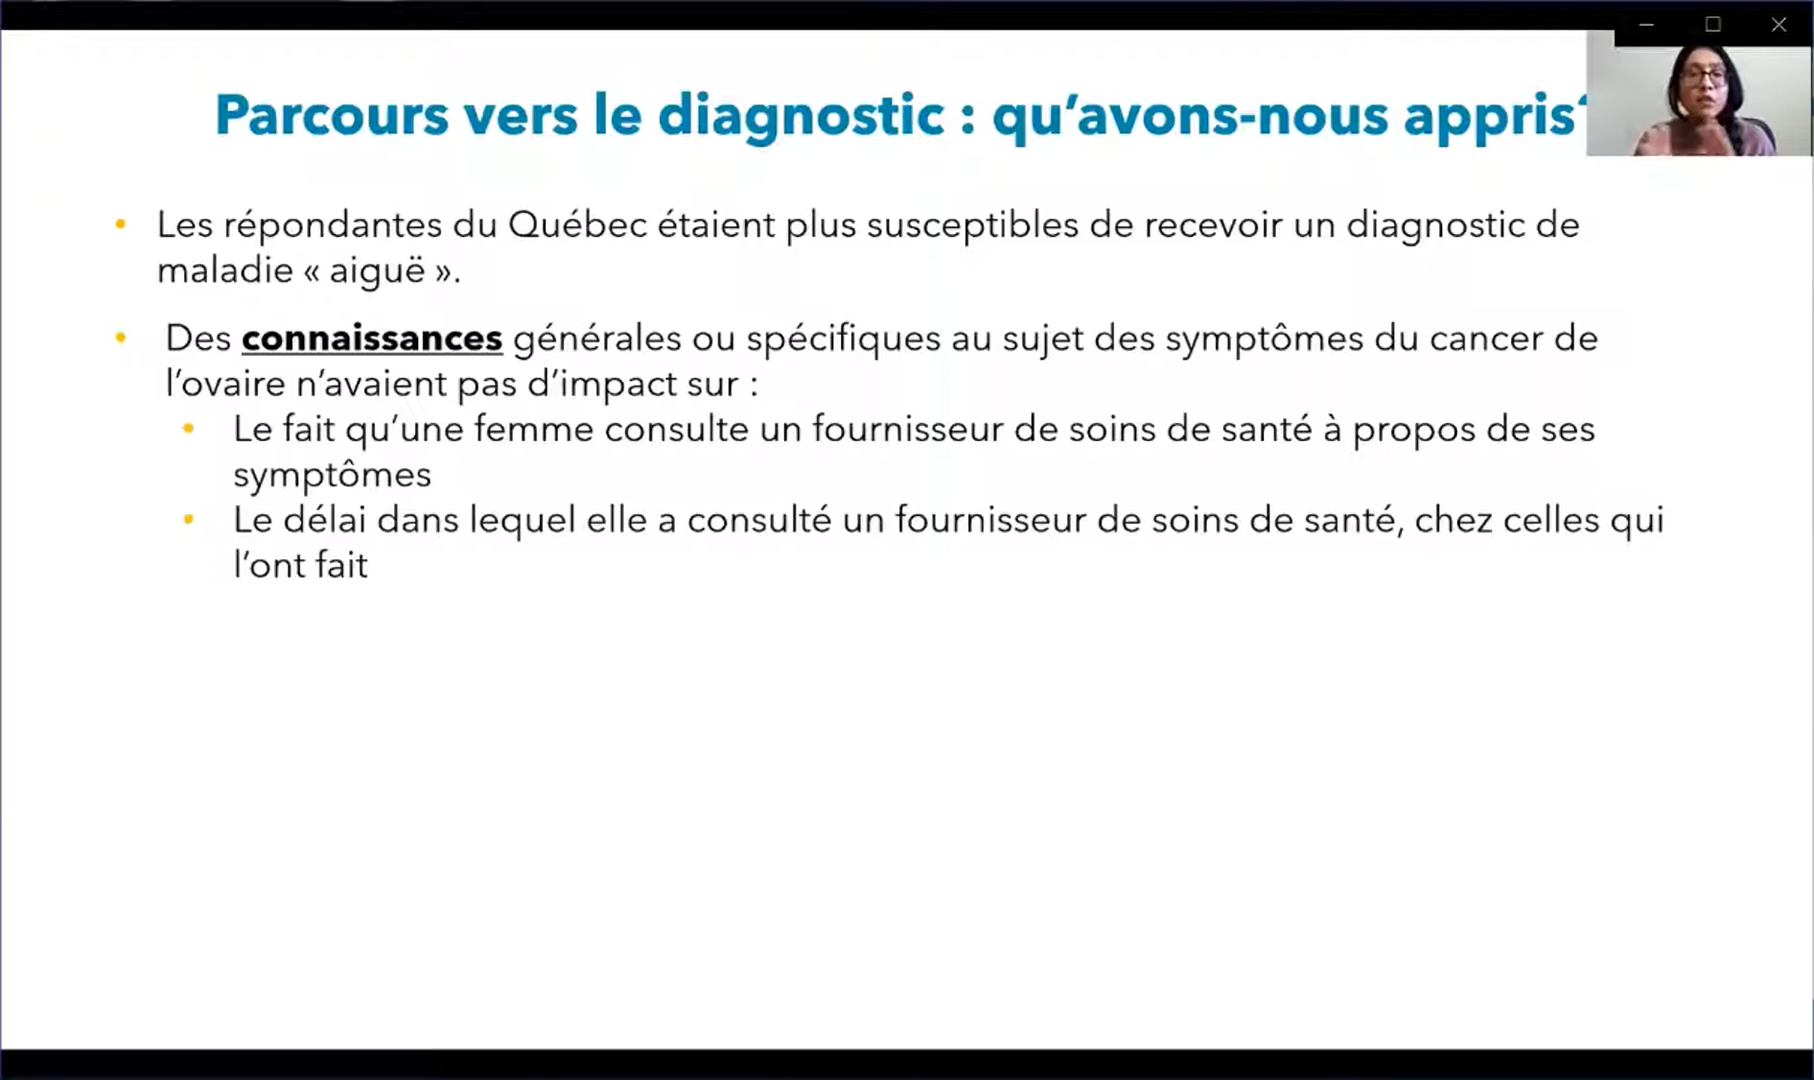 Parcours vers le diagnostic : qu’avons-nous appris?
• Les répondantes du Québec étaient plus susceptibles de recevoir un diagnostic de
maladie « aiguë ».
• Des connaissances générales ou spécifiques au sujet des symptômes du cancer de
l’ovaire n’avaient pas d’impact sur :
• Le fait qu’une femme consulte un fournisseur de soins de santé à propos de ses
symptômes
• Le délai dans lequel elle a consulté un fournisseur de soins de santé, chez celles qui
l’ont fait